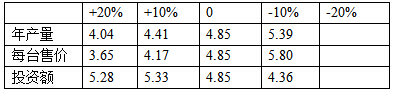 +20% +10% 0 -10% -20%
年产量 4.04 4.41 4.85 5.39
每台售价 3.65 4.17 4.85 5.80
投资额 5.28 5.33 4.85 4.36